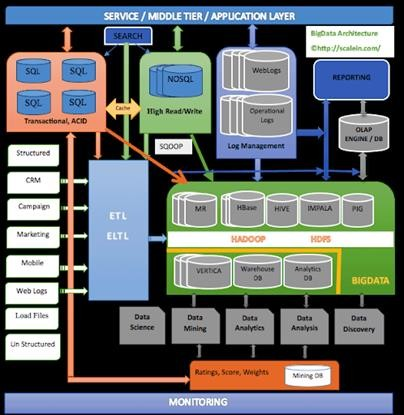 SERVICE / MIDDLE TIER / APPLICATION LAYER
SEARCH
BigData Architecture
©http://scalein.com/
SQL
SQL
SQL
SQL
Transactional, ACID
Cache
NOSQL
High Read/Write
SQOOP
WebLogs
Operational
Logs
Log Management
REPORTING
OLAP
ENGINE / DB
Structured
CRM
Campaign
Marketing
Mobile
Web Logs
Load Files
Un Structured
ETL
ELTL
MR
HBase
HIVE
IMPALA
PIG
HADOOP
HDFS
VERTICA
Warehouse
DB
Analytics
DB
BIGDATA
Data
Science
Data
Mining
Data
Analytics
Data
Analysis
Data
Discovery
Ratings, Score, Weights
Mining DB
MONITORING